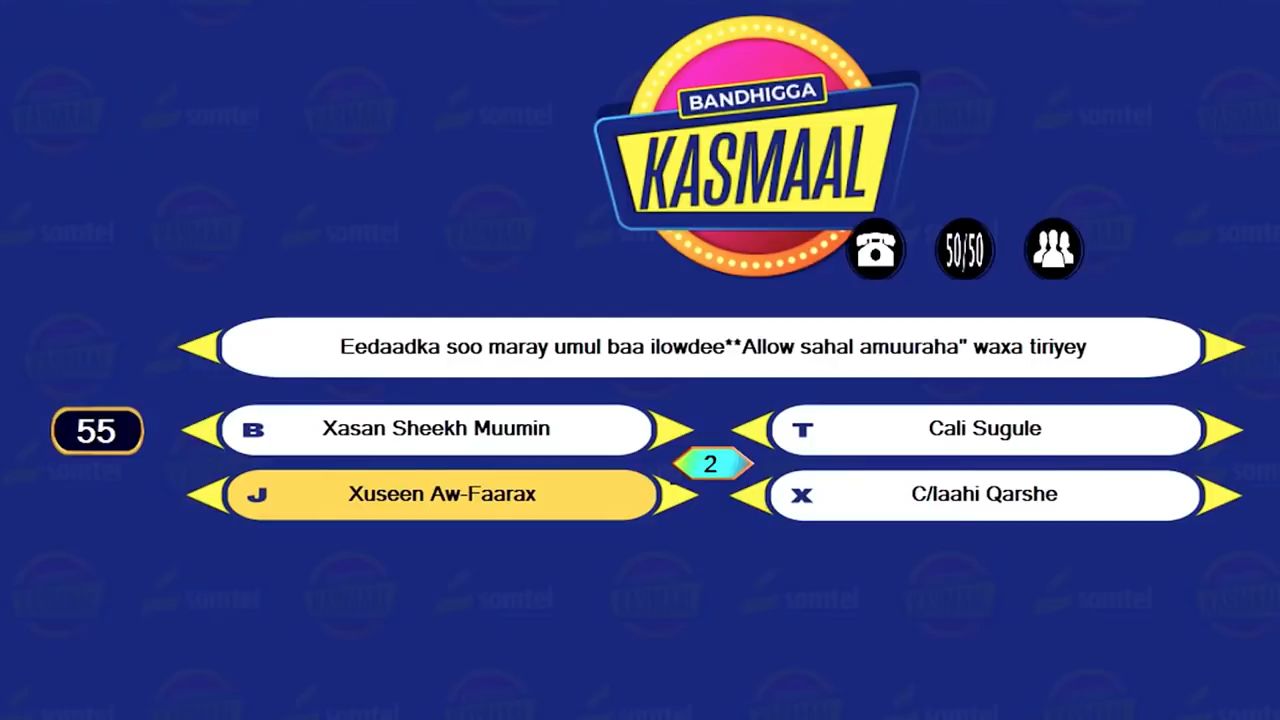 BANDHIGGA
KASMAAL
50/50
Eedaadka soo maray umul baa ilowdee**Allow sahal amuuraha" waxa tiriyey
55
B Xasan Sheekh Muumin
T Cali Sugule
2
J Xuseen Aw-Faarax
X C/laahi Qarshe
somtel